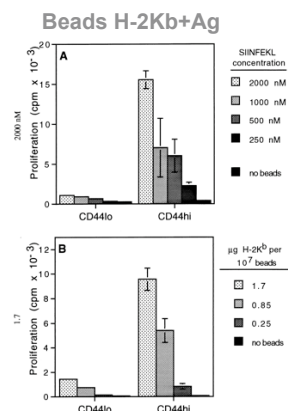 Beads H-2Kb+Ag
A
2000 nM
Proliferation (cpm x 10-3)
20
15
10
5
0
CD44lo
CD44hi
SIINFEKL
concentration
2000 nM
1000 nM
500 nM
250 nM
no beads
B
1.7
Proliferation (cpm x 10-3)
12
10
8
6
4
2
0
CD44lo
CD44hi
µg H-2Kb per
107 beads
1.7
0.85
0.25
no beads